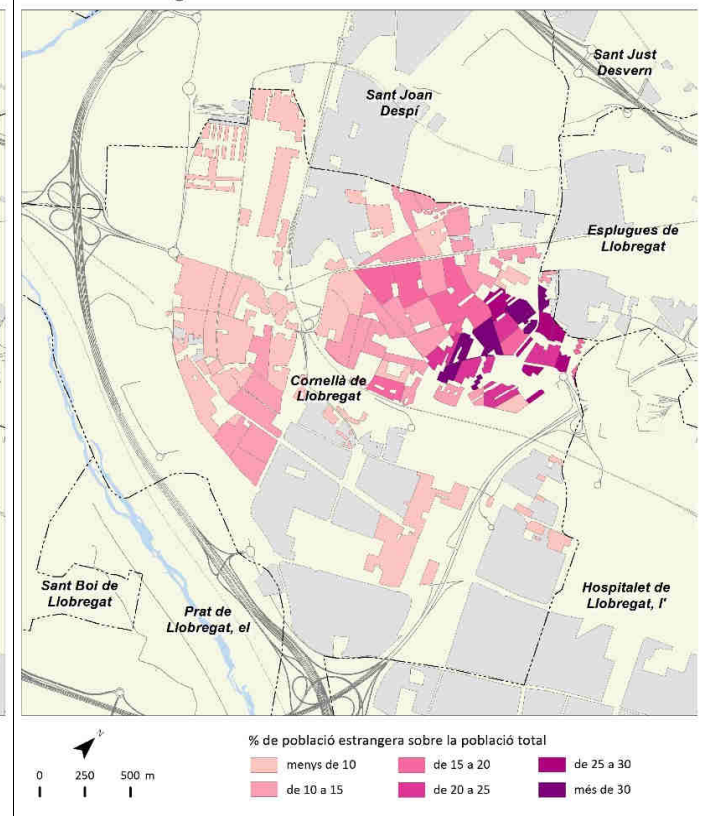 Sant Just
Desvern
Sant Joan
Despí
Esplugues de
Llobregat
Cornellà de
Llobregat
Sant Boi de
Llobregat
Prat de
Llobregat, el
Hospitalet de
Llobregat, l'
% de població estrangera sobre la població total
0 250 500 m
menys de 10
de 15 a 20
de 25 a 30
de 10 a 15
de 20 a 25
més de 30